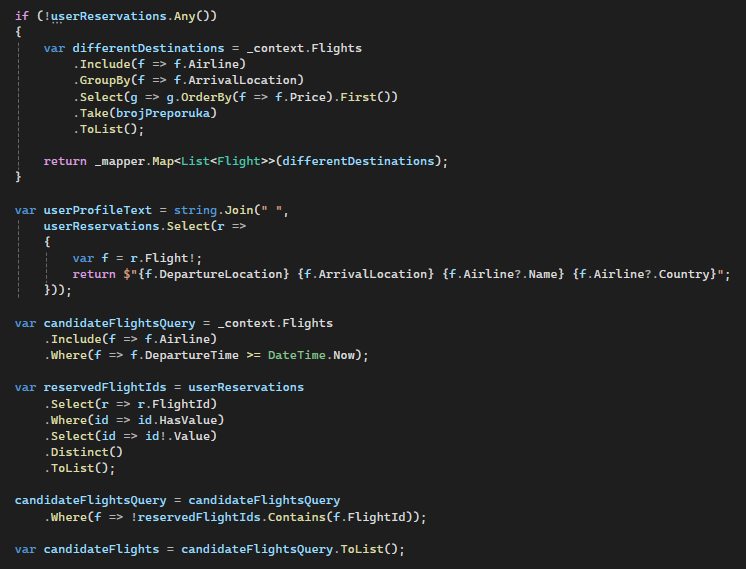 if (!userReservations.Any())
{
    var differentDestinations = _context.Flights
        .Include(f => f.Airline)
        .GroupBy(f => f.ArrivalLocation)
        .Select(g => g.OrderBy(f => f.Price).First())
        .Take(brojPreporuka)
        .ToList();

    return _mapper.Map<List<Flight>>(differentDestinations);
}

var userProfileText = string.Join(" ",
    userReservations.Select(r =>
    {
        var f = r.Flight!;
        return $"{f.DepartureLocation} {f.ArrivalLocation} {f.Airline?.Name} {f.Airline?.Country}";
    }));

var candidateFlightsQuery = _context.Flights
    .Include(f => f.Airline)
    .Where(f => f.DepartureTime >= DateTime.Now);

var reservedFlightIds = userReservations
    .Select(r => r.FlightId)
    .Where(id => id.HasValue)
    .Select(id => id!.Value)
    .Distinct()
    .ToList();

candidateFlightsQuery = candidateFlightsQuery
    .Where(f => !reservedFlightIds.Contains(f.FlightId));

var candidateFlights = candidateFlightsQuery.ToList();